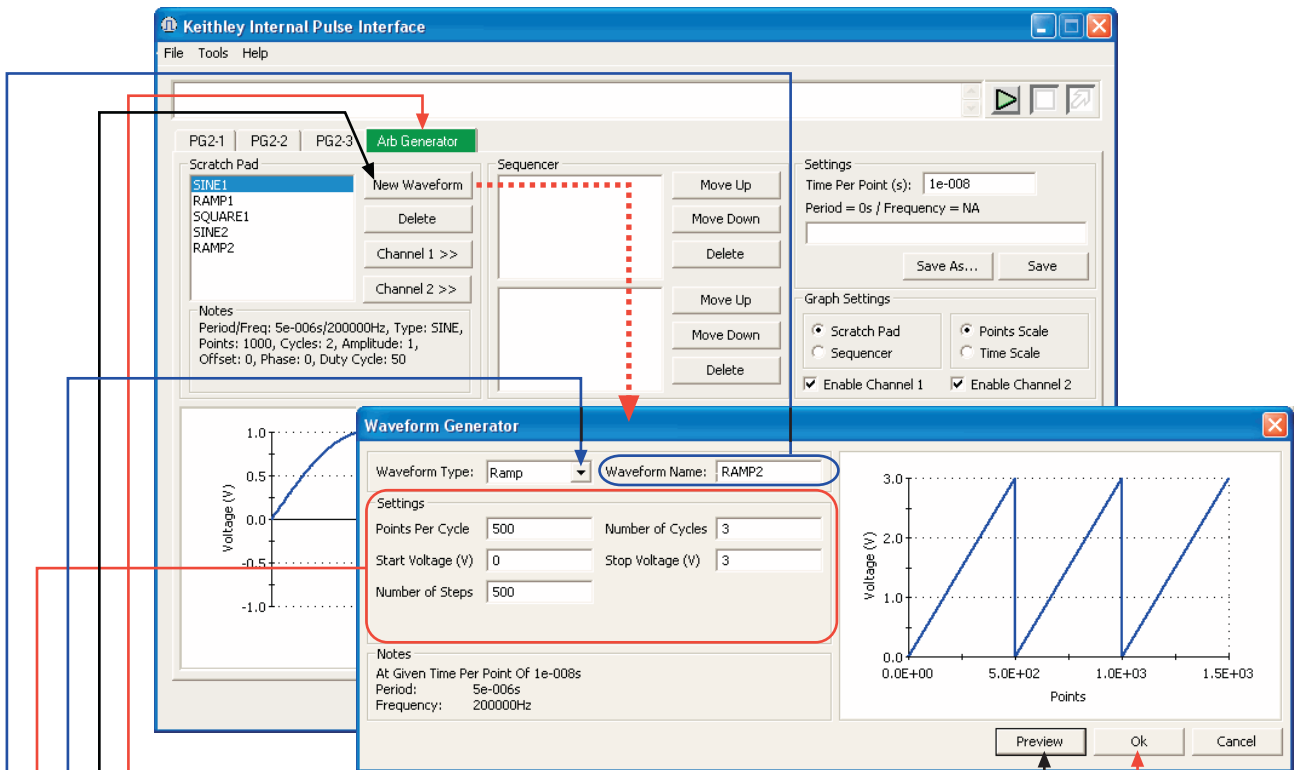 Keithley Internal Pulse Interface
File Tools Help
PG2-1 PG2-2 PG2-3 Arb Generator
Scratch Pad
SINE1
RAMP1
SQUARE1
SINE2
RAMP2
New Waveform
Delete
Channel 1 >>
Channel 2 >>
Notes
Period/Freq: 5e-006s/200000Hz, Type: SINE,
Points: 1000, Cycles: 2, Amplitude: 1,
Offset: 0, Phase: 0, Duty Cycle: 50
Sequencer
Move Up
Move Down
Delete
Move Up
Move Down
Delete
Settings
Time Per Point (s): 1e-008
Period = 0s / Frequency = NA
Save As... Save
Graph Settings
Scratch Pad
Sequencer
Points Scale
Time Scale
Enable Channel 1 Enable Channel 2
Voltage (V)
1.0
0.5
0.0
-0.5
-1.0
Waveform Generator
Waveform Type: Ramp Waveform Name: RAMP2
Settings
Points Per Cycle 500 Number of Cycles 3
Start Voltage (V) 0 Stop Voltage (V) 3
Number of Steps 500
Notes
At Given Time Per Point Of 1e-008s
Period: 5e-006s
Frequency: 200000Hz
Voltage (V)
3.0
2.0
1.0
0.0
0.0E+00 5.0E+02 1.0E+03 1.5E+03
Points
Preview Ok Cancel